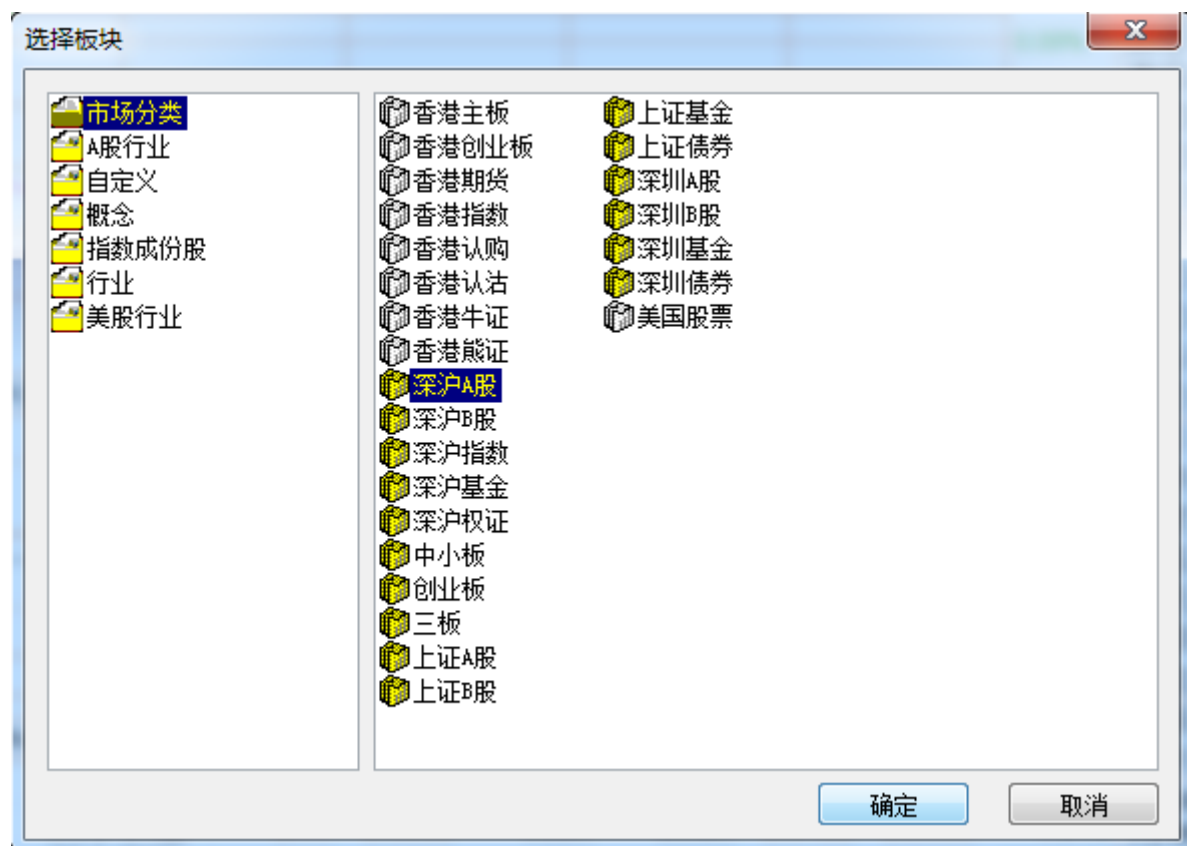 选择板块
市场分类
A股行业
自定义
概念
指数成份股
行业
美股行业
香港主板
香港创业板
香港期货
香港指数
香港认购
香港认沽
香港牛证
香港熊证
深沪A股
深沪B股
深沪指数
深沪基金
深沪权证
中小板
创业板
三板
上证A股
上证B股
上证基金
上证债券
深圳A股
深圳B股
深圳基金
深圳债券
美国股票
确定
取消